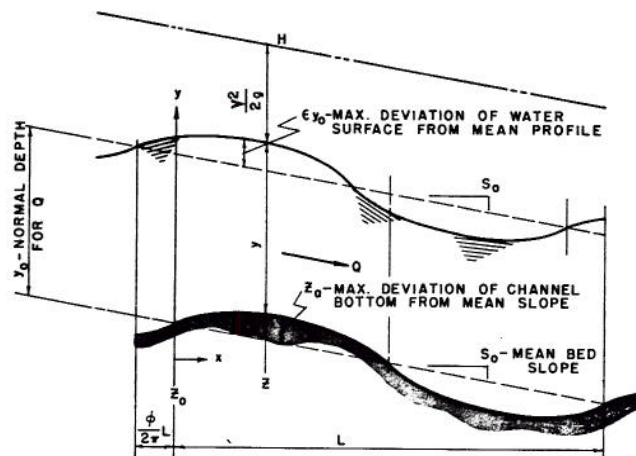 H
y
V²/2g
εy₀-MAX. DEVIATION OF WATER
SURFACE FROM MEAN PROFILE
y₀-NORMAL DEPTH
FOR Q
S₀
y
Q
z₀-MAX. DEVIATION OF CHANNEL
BOTTOM FROM MEAN SLOPE
x
S₀-MEAN BED
SLOPE
z₀
z
ϕ/2π L
L